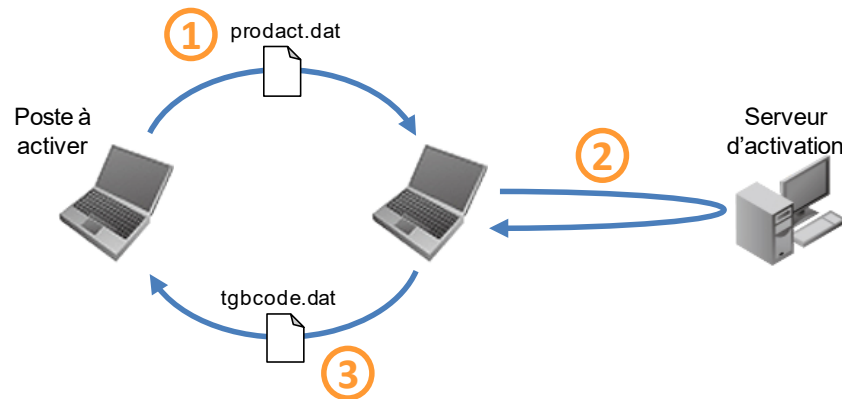 1
prodact.dat
Poste à
activer
Serveur
d'activation
2
tgbcode.dat
3